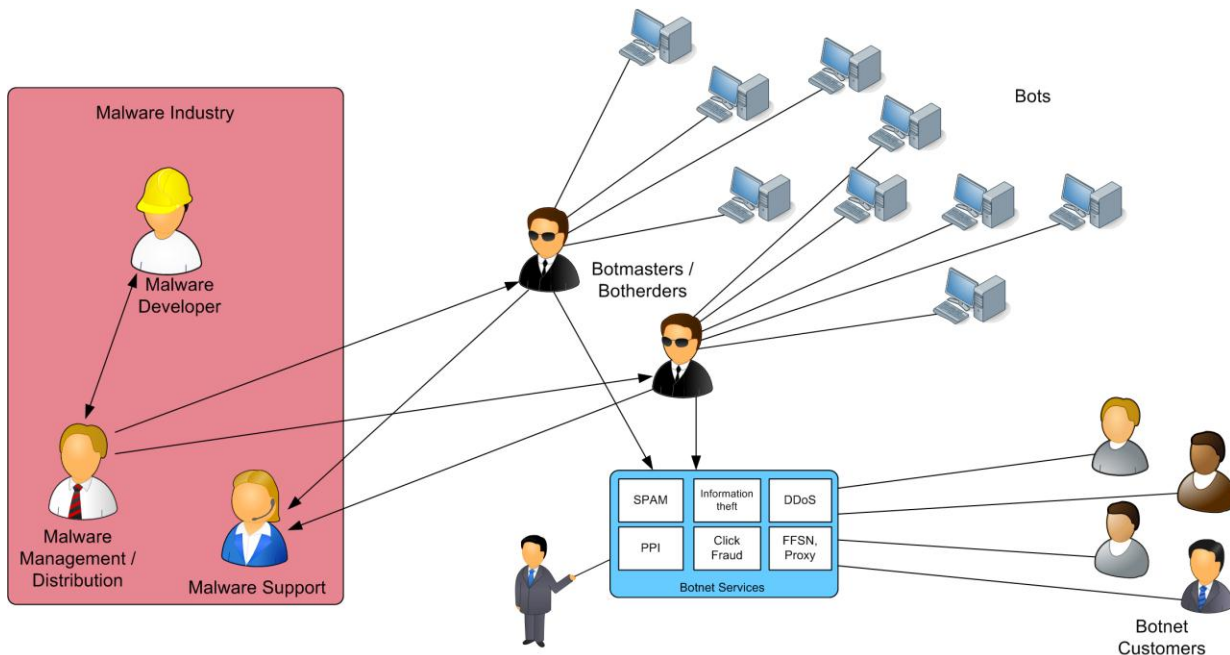 Malware Industry
Malware
Developer
Malware
Management /
Distribution
Malware Support
Bots
Botmasters /
Botherders
SPAM
Information
theft
DDoS
PPI
Click
Fraud
FFSN,
Proxy
Botnet Services
Botnet
Customers